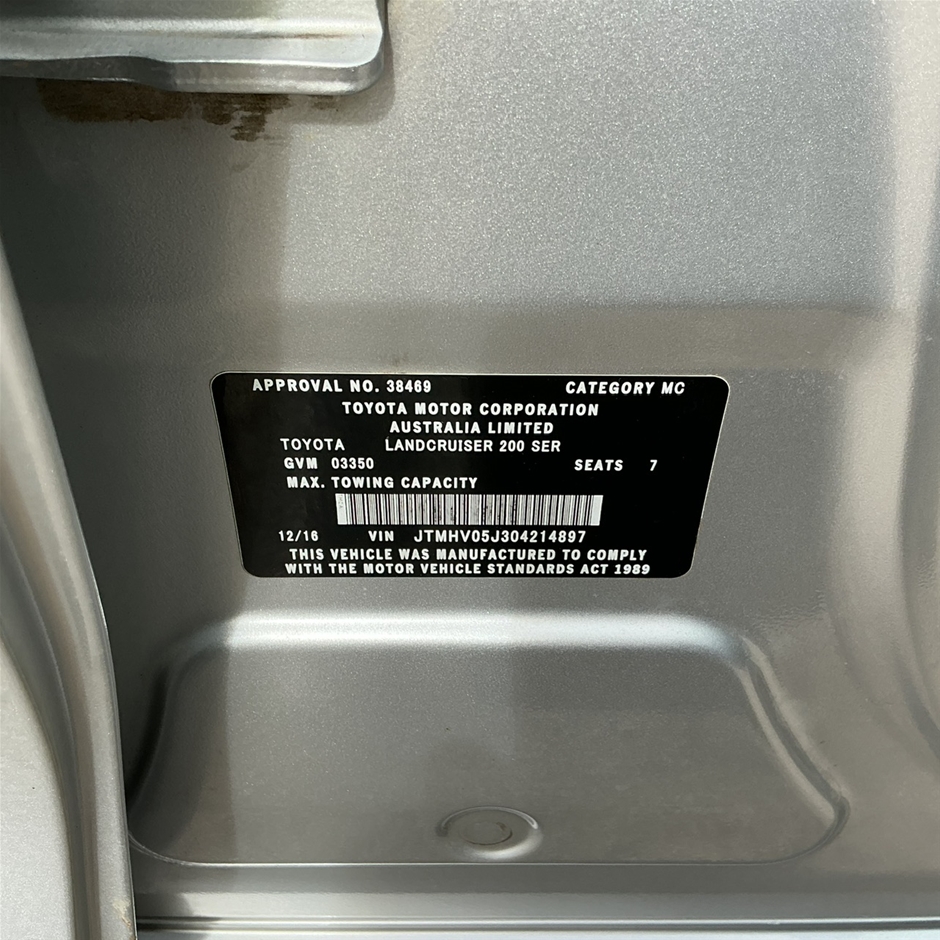 APPROVAL NO. 38469 CATEGORY MC
TOYOTA MOTOR CORPORATION
AUSTRALIA LIMITED
TOYOTA LANDCRUISER 200 SER
GVM 03350 SEATS 7
MAX. TOWING CAPACITY
12/16 VIN JTMHV05J304214897
THIS VEHICLE WAS MANUFACTURED TO COMPLY
WITH THE MOTOR VEHICLE STANDARDS ACT 1989